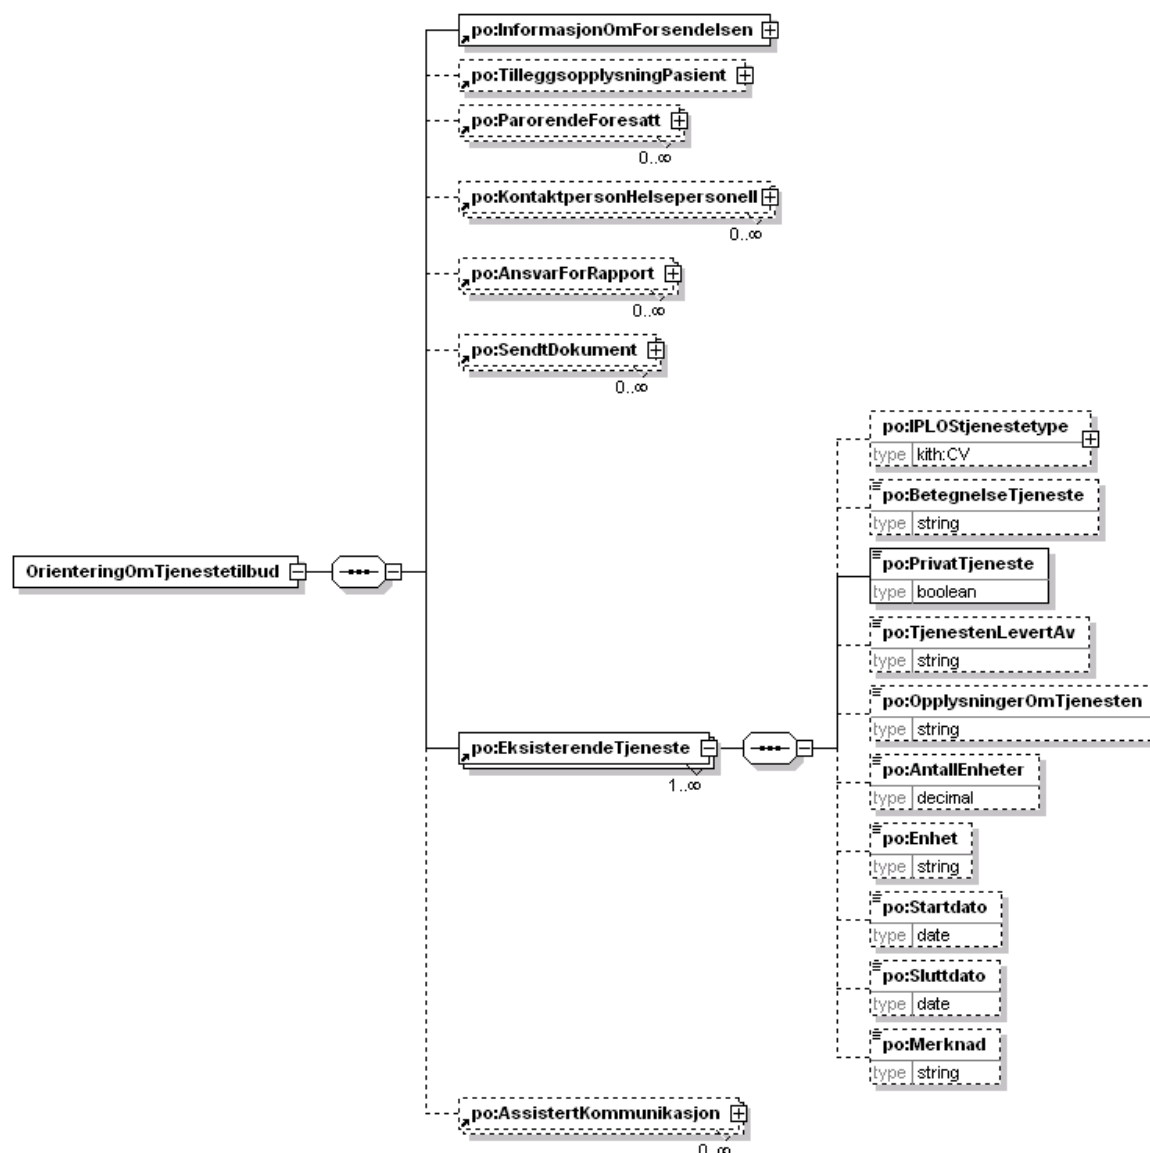 po:InformasjonOmForsendelsen
po:TilleggsopplysningPasient
po:ParorendeForesatt
0..∞
po:KontaktpersonHelsepersonell
0..∞
po:AnsvarForRapport
0..∞
po:SendtDokument
0..∞
OrienteringOmTjenestetilbud
po:EksisterendeTjeneste
1..∞
po:IPLOStjenestetype
type kith:CV
po:BetegnelseTjeneste
type string
po:PrivatTjeneste
type boolean
po:TjenestenLevertAv
type string
po:OpplysningerOmTjenesten
type string
po:AntallEnheter
type decimal
po:Enhet
type string
po:Startdato
type date
po:Sluttdato
type date
po:Merknad
type string
po:AssistertKommunikasjon
0..∞